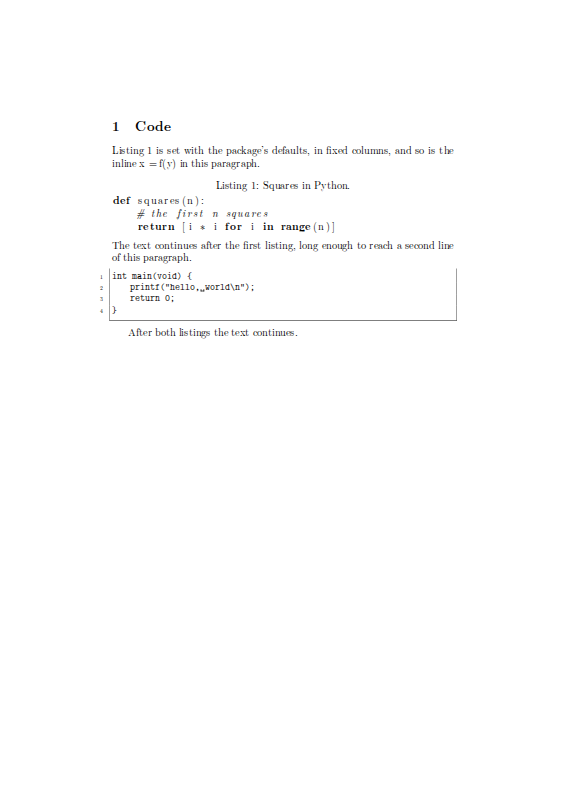 1 Code
Listing 1 is set with the package's defaults, in fixed columns, and so is the
inline x = f(y) in this paragraph.
Listing 1: Squares in Python.
def squares(n):
# the first n squares
return [i * i for i in range(n)]
The text continues after the first listing, long enough to reach a second line
of this paragraph.
1 int main(void) {
2 printf("hello,␣world\n");
3 return 0;
4 }
After both listings the text continues.